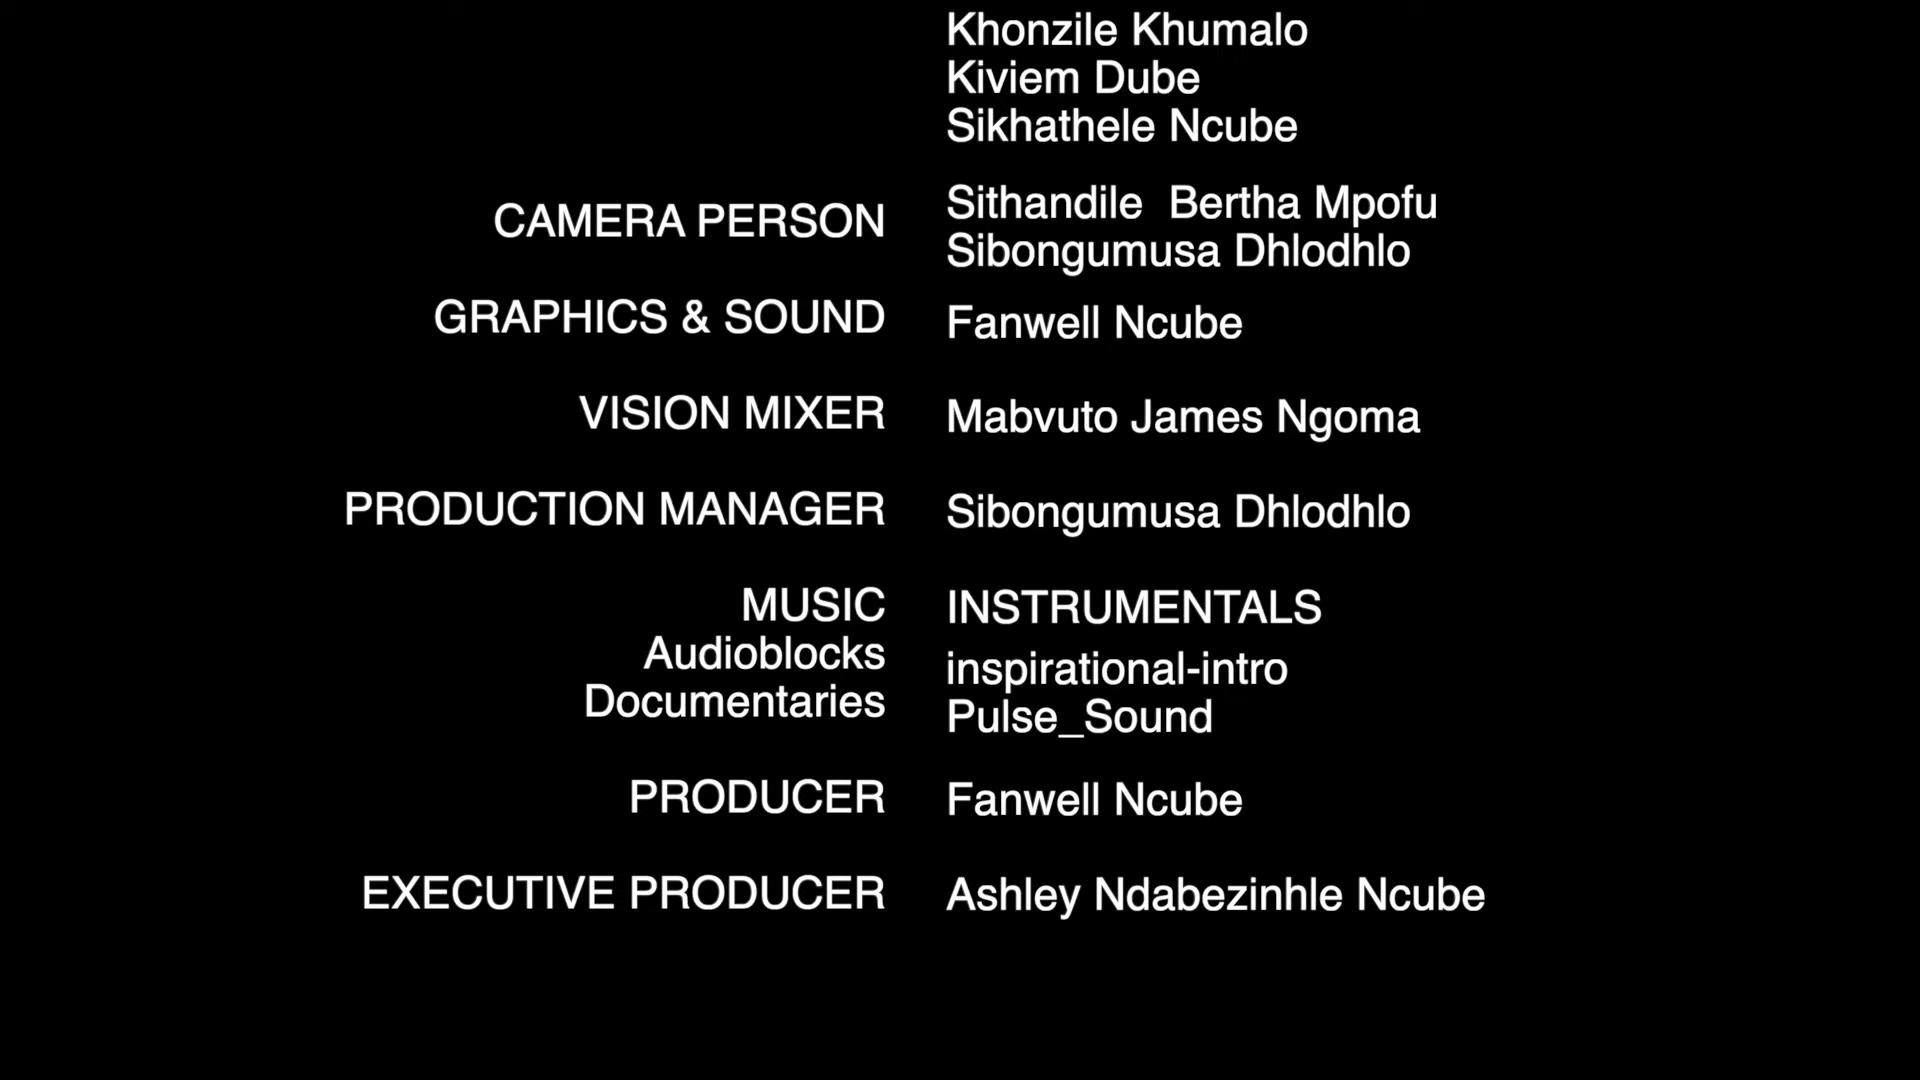 Khonzile Khumalo
Kiviem Dube
Sikhathele Ncube
CAMERA PERSON
Sithandile  Bertha Mpofu
Sibongumusa Dhlodhlo
GRAPHICS & SOUND
Fanwell Ncube
VISION MIXER
Mabvuto James Ngoma
PRODUCTION MANAGER
Sibongumusa Dhlodhlo
MUSIC
Audioblocks
Documentaries
INSTRUMENTALS
inspirational-intro
Pulse_Sound
PRODUCER
Fanwell Ncube
EXECUTIVE PRODUCER
Ashley Ndabezinhle Ncube